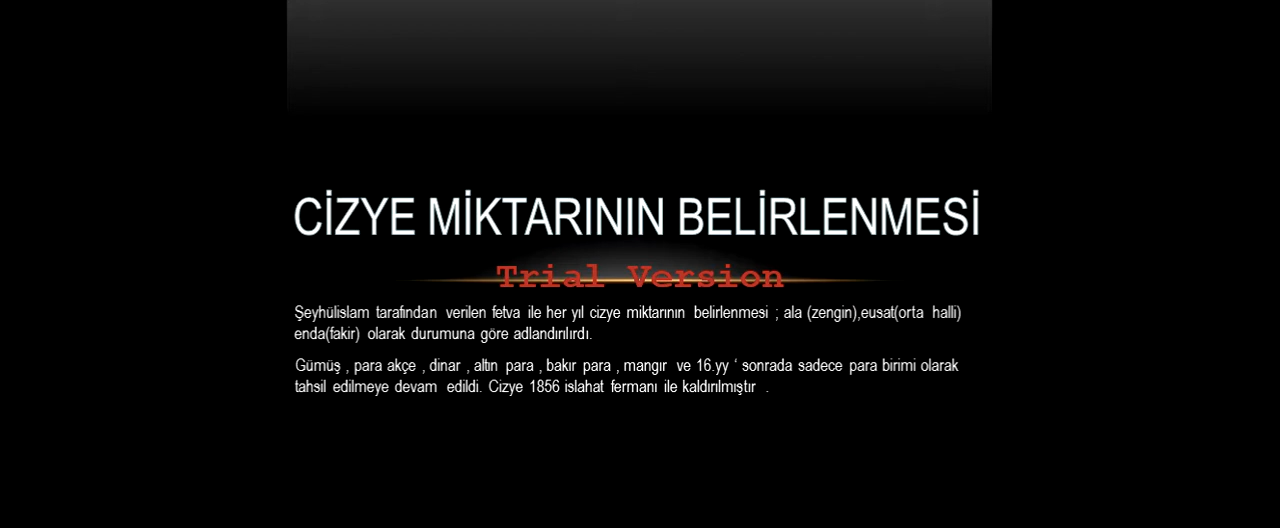 CİZYE MİKTARININ BELİRLENMESİ
Trial Version
Şeyhülislam tarafından verilen fetva ile her yıl cizye miktarının belirlenmesi ; ala (zengin),eusat(orta halli)
enda(fakir) olarak durumuna göre adlandırılırdı.
Gümüş , para akçe , dinar , altın para , bakır para , mangır ve 16.yy ‘ sonrada sadece para birimi olarak
tahsil edilmeye devam edildi. Cizye 1856 islahat fermanı ile kaldırılmıştır .